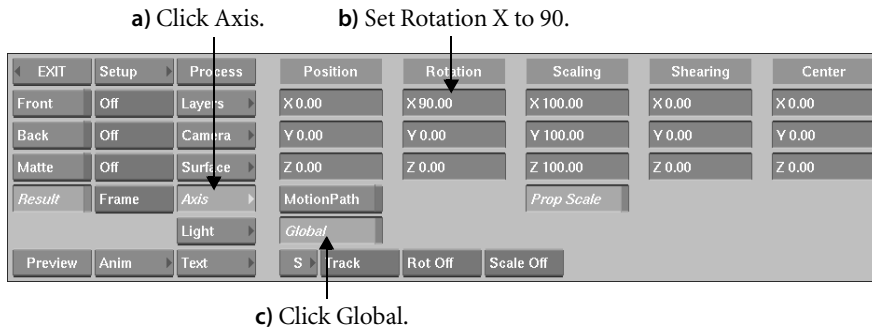 a) Click Axis. b) Set Rotation X to 90.
EXIT Setup Process Position Rotation Scaling Shearing Center
Front Off Layers X 0.00 X 90.00 X 100.00 X 0.00 X 0.00
Back Off Camera Y 0.00 Y 0.00 Y 100.00 Y 0.00 Y 0.00
Matte Off Surface Z 0.00 Z 0.00 Z 100.00 Z 0.00 Z 0.00
Result Frame Axis MotionPath Prop Scale
Light Global
Preview Anim Text S Track Rot Off Scale Off
c) Click Global.